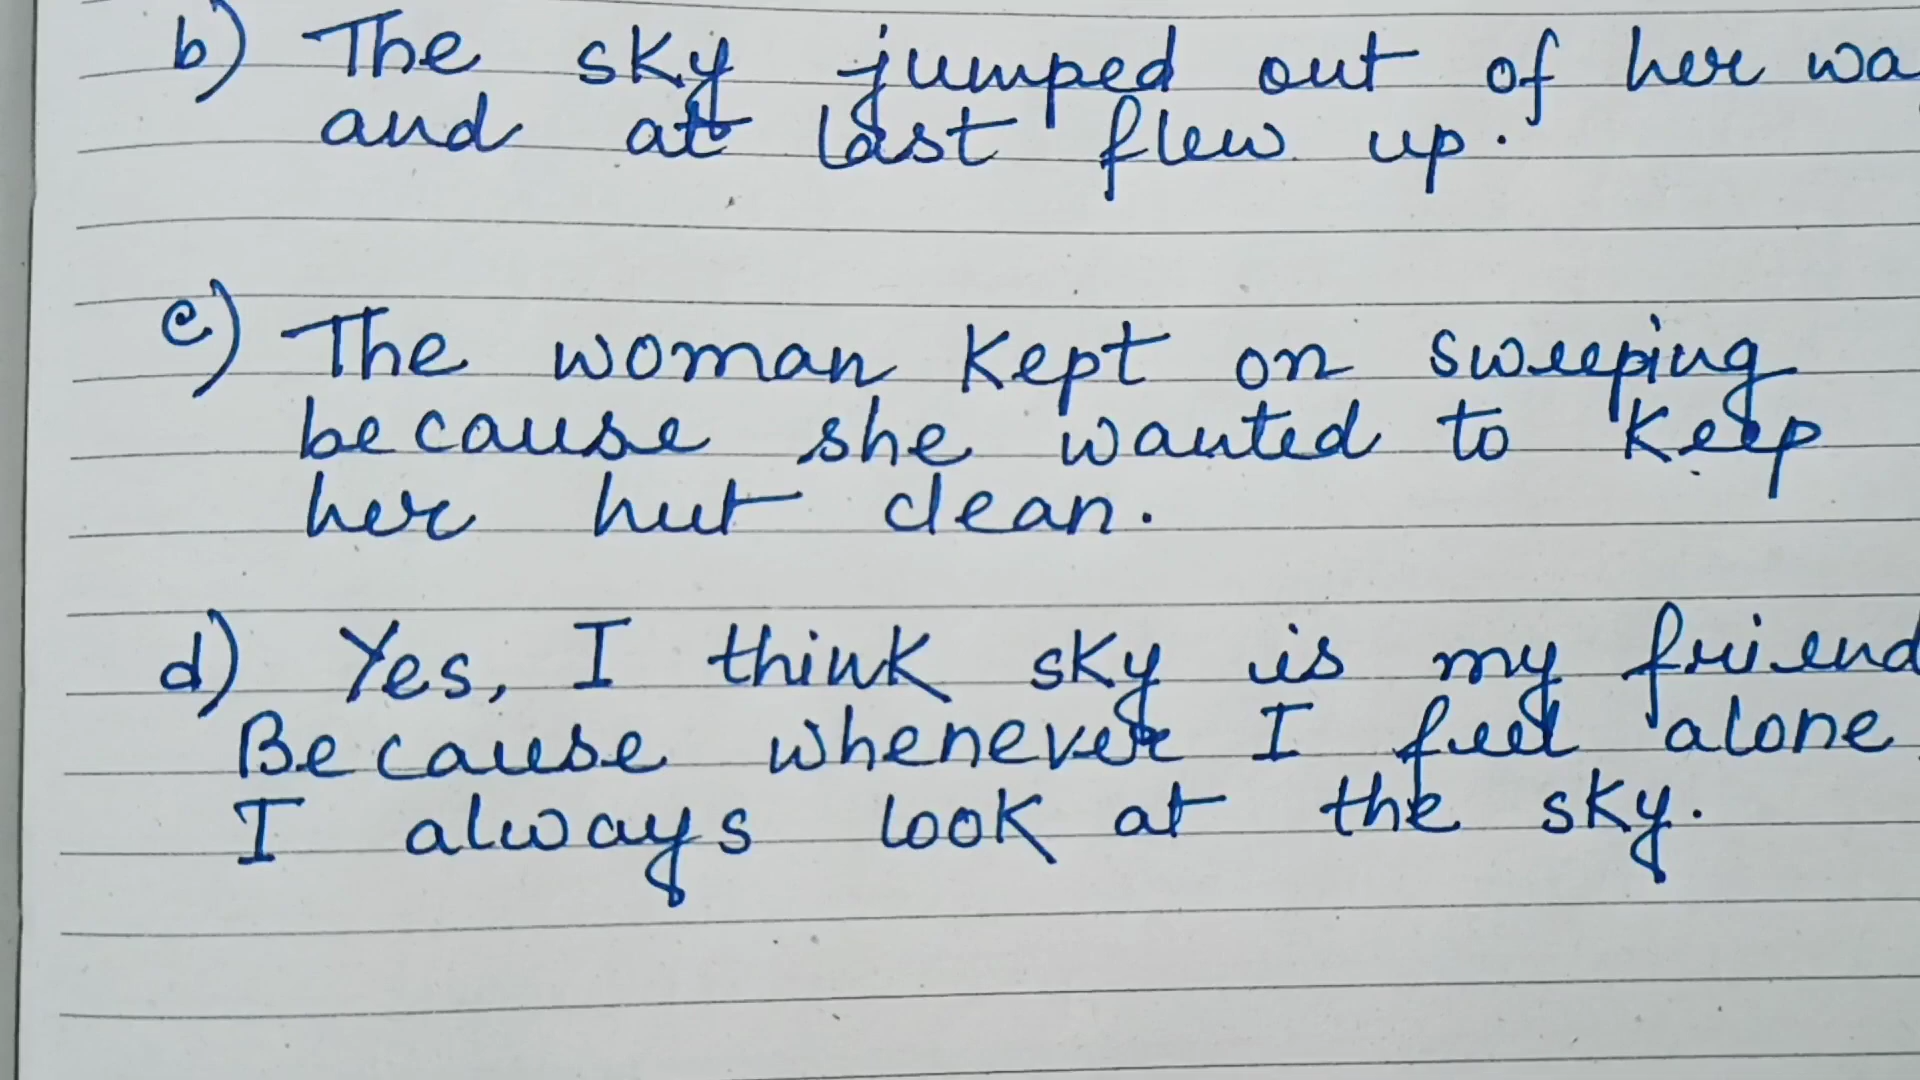 b) The sky jumped out of her wa
and at last flew up.
c) The woman kept on sweeping
because she wanted to keep
her hut clean.
d) Yes, I think sky is my friend
Because whenever I feel alone,
I always look at the sky.